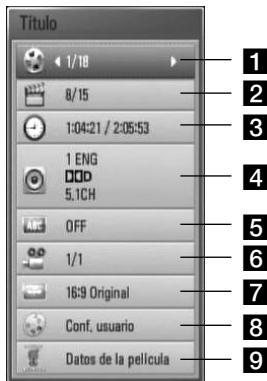 Título
1/18 1
8/15 2
1:04:21 / 2:05:53 3
1 ENG
D 4
5.1CH
ABC OFF 5
1/1 6
16:9 Original 7
Conf. usuario 8
Datos de la película 9